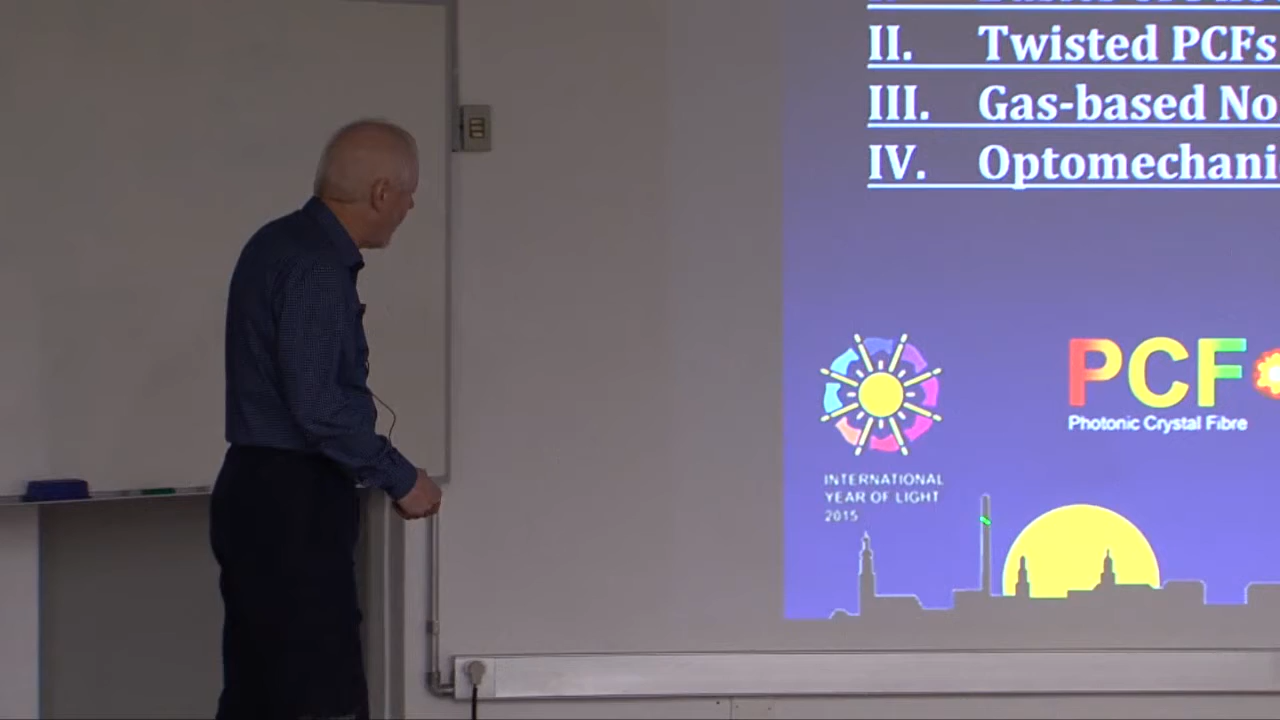 II. Twisted PCFs
III. Gas-based No
IV. Optomechani
PCF
Photonic Crystal Fibre
INTERNATIONAL
YEAR OF LIGHT
2015